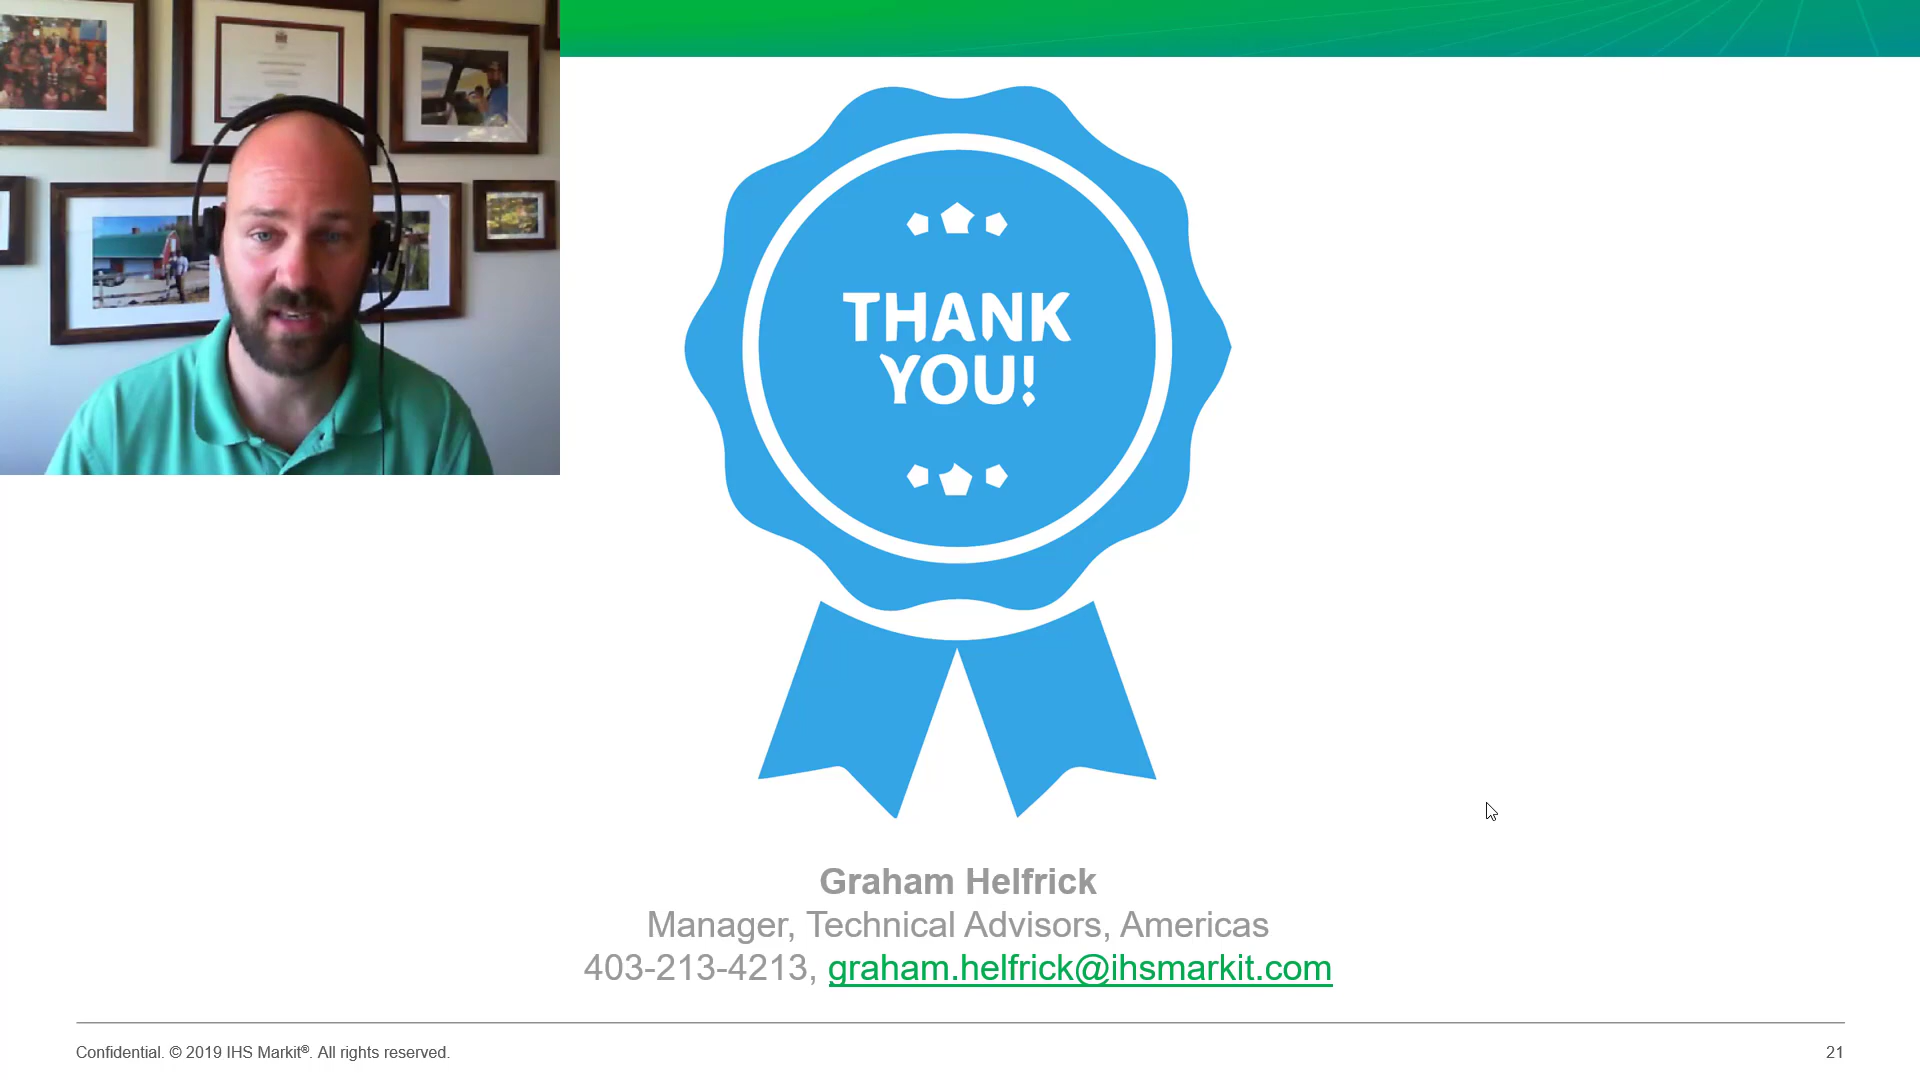 THANK
YOU!
Graham Helfrick
Manager, Technical Advisors, Americas
403-213-4213, graham.helfrick@ihsmarkit.com
Confidential. © 2019 IHS Markit®. All rights reserved.
21